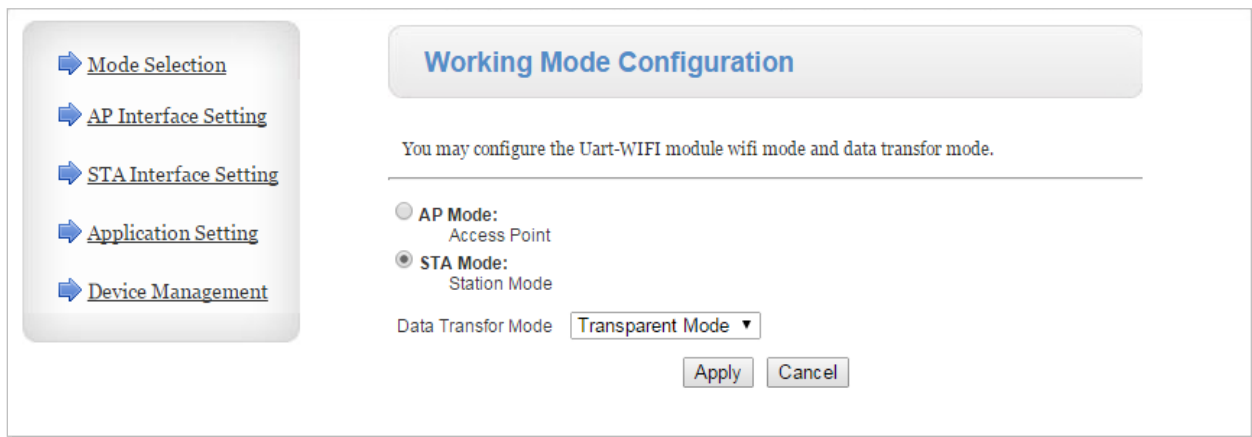 Mode Selection
AP Interface Setting
STA Interface Setting
Application Setting
Device Management
Working Mode Configuration
You may configure the Uart-WIFI module wifi mode and data transfor mode.
AP Mode:
Access Point
STA Mode:
Station Mode
Data Transfor Mode Transparent Mode
Apply Cancel